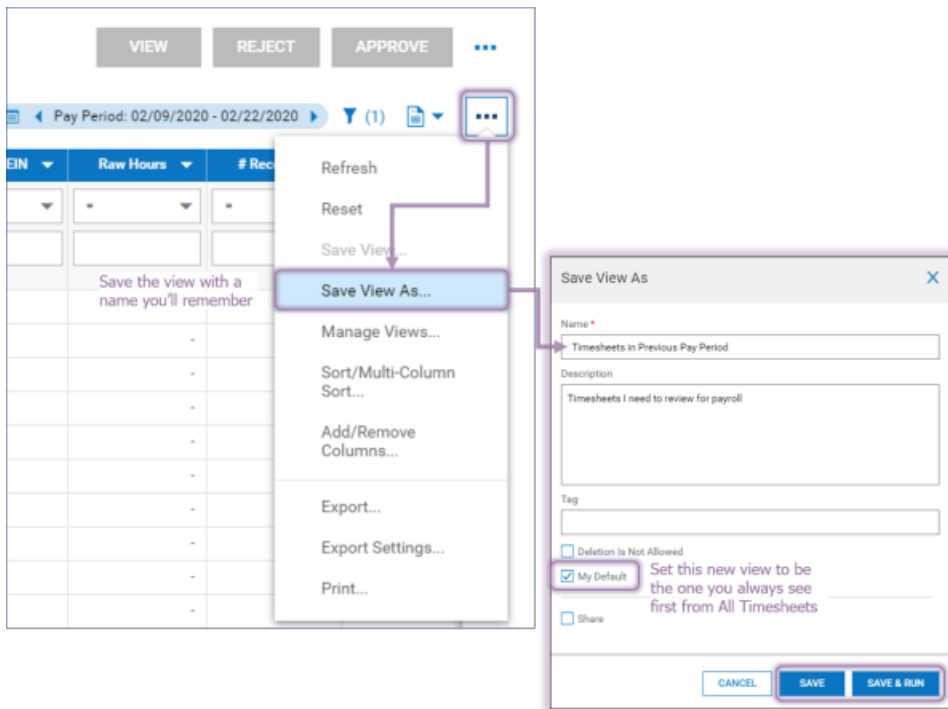 VIEW REJECT APPROVE
Pay Period: 02/09/2020 - 02/22/2020 (1)
EIN Raw Hours # Rec
= =
Save the view with a
name you'll remember
Refresh
Reset
Save View...
Save View As...
Manage Views...
Sort/Multi-Column
Sort...
Add/Remove
Columns...
Export...
Export Settings...
Print...
-
-
-
-
-
-
-
-
-
Save View As X
Name *
Timesheets in Previous Pay Period
Description
Timesheets I need to review for payroll
Tag
Deletion Is Not Allowed
My Default
Set this new view to be
the one you always see
first from All Timesheets
Share
CANCEL SAVE SAVE & RUN